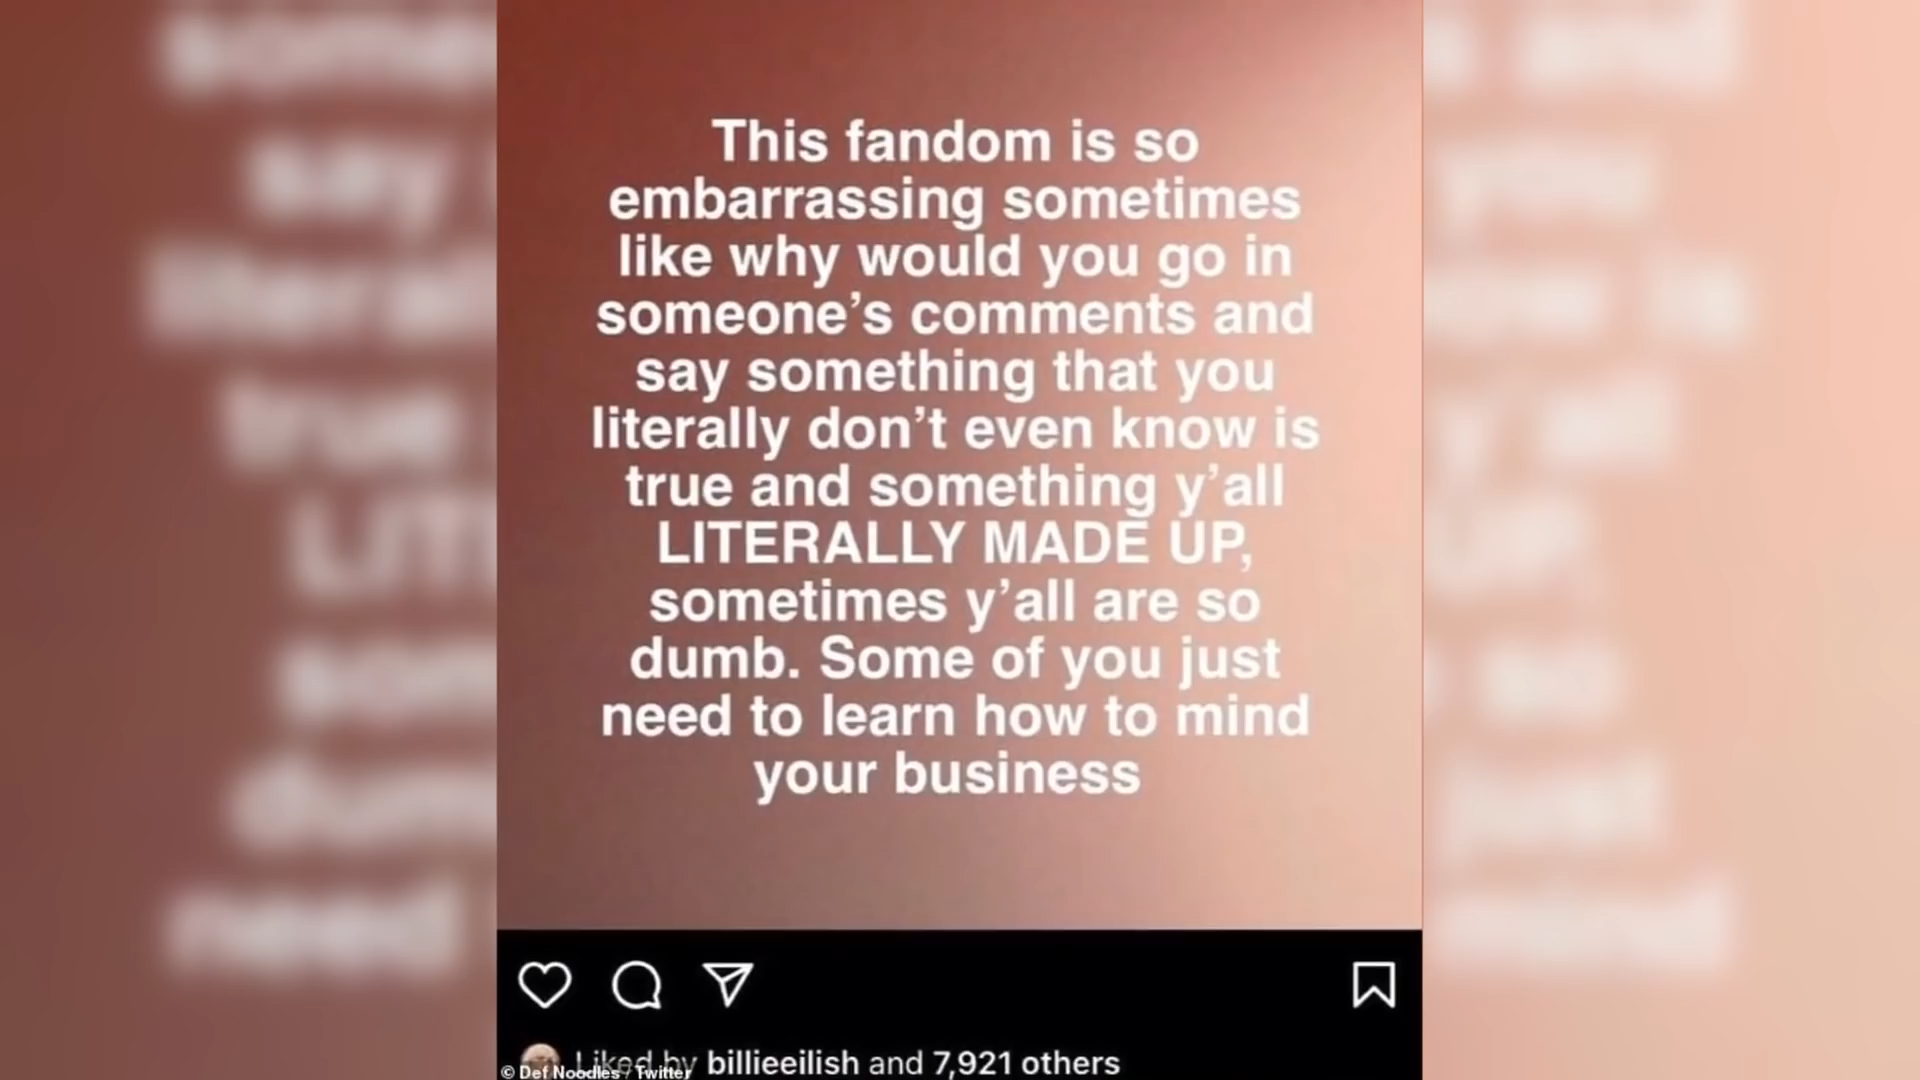 This fandom is so
embarrassing sometimes
like why would you go in
someone’s comments and
say something that you
literally don’t even know is
true and something y’all
LITERALLY MADE UP,
sometimes y’all are so
dumb. Some of you just
need to learn how to mind
your business
Liked by billieeilish and 7,921 others
© Def Noodles / Twitter